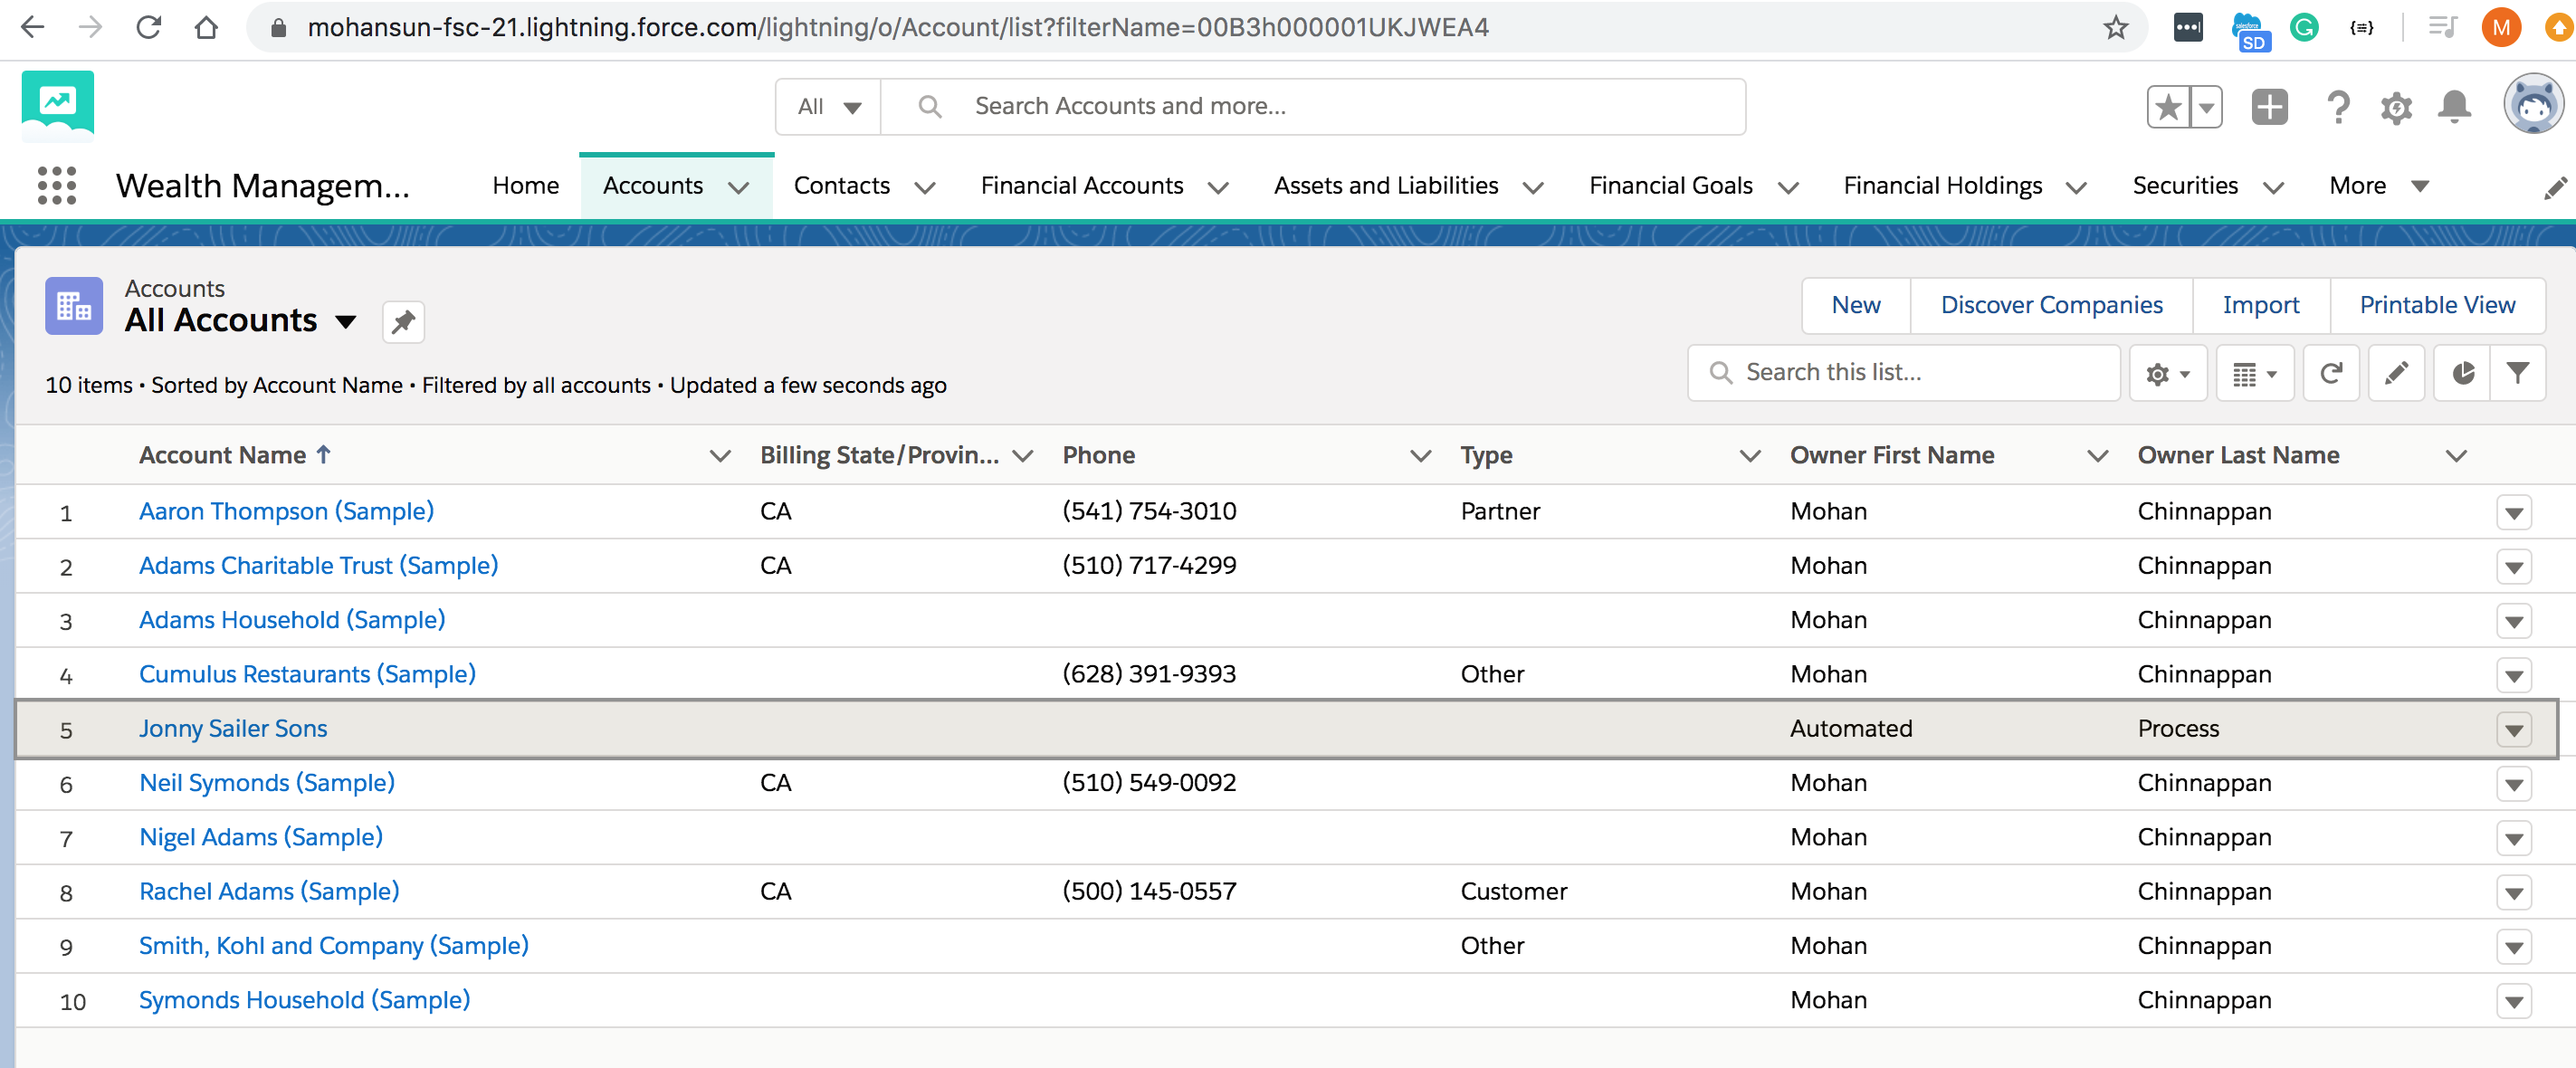 mohansun-fsc-21.lightning.force.com/lightning/o/Account/list?filterName=00B3h000001UKJWEA4
SD
M
All
Search Accounts and more...
Wealth Managem...
Home
Accounts
Contacts
Financial Accounts
Assets and Liabilities
Financial Goals
Financial Holdings
Securities
More
Accounts
All Accounts
New
Discover Companies
Import
Printable View
10 items • Sorted by Account Name • Filtered by all accounts • Updated a few seconds ago
Search this list...
Account Name ↑ Billing State/Provin... Phone Type Owner First Name Owner Last Name
1 Aaron Thompson (Sample) CA (541) 754-3010 Partner Mohan Chinnappan
2 Adams Charitable Trust (Sample) CA (510) 717-4299 Mohan Chinnappan
3 Adams Household (Sample) Mohan Chinnappan
4 Cumulus Restaurants (Sample) (628) 391-9393 Other Mohan Chinnappan
5 Jonny Sailer Sons Automated Process
6 Neil Symonds (Sample) CA (510) 549-0092 Mohan Chinnappan
7 Nigel Adams (Sample) Mohan Chinnappan
8 Rachel Adams (Sample) CA (500) 145-0557 Customer Mohan Chinnappan
9 Smith, Kohl and Company (Sample) Other Mohan Chinnappan
10 Symonds Household (Sample) Mohan Chinnappan